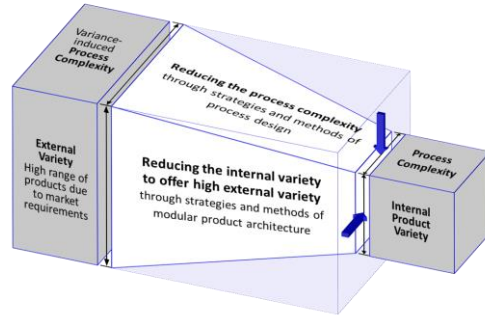 Variance-
induced
Process
Complexity
External
Variety
High range of
products due
to market
requirements
Reducing the process complexity
through strategies and methods of
process design
Reducing the internal variety
to offer high external variety
through strategies and methods of
modular product architecture
Process
Complexity
Internal
Product
Variety